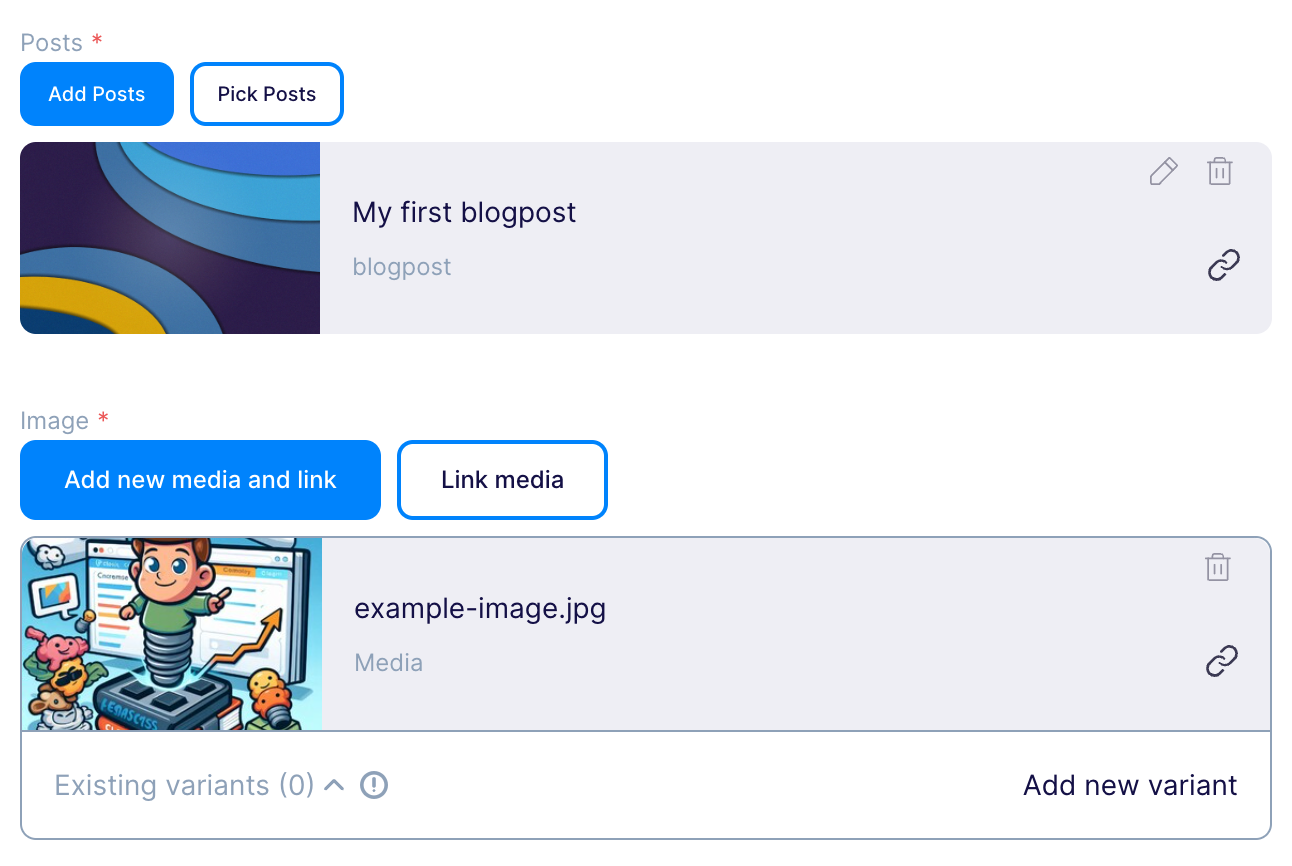 Posts *
Add Posts
Pick Posts
My first blogpost
blogpost
Image *
Add new media and link
Link media
example-image.jpg
Media
Existing variants (0)
Add new variant